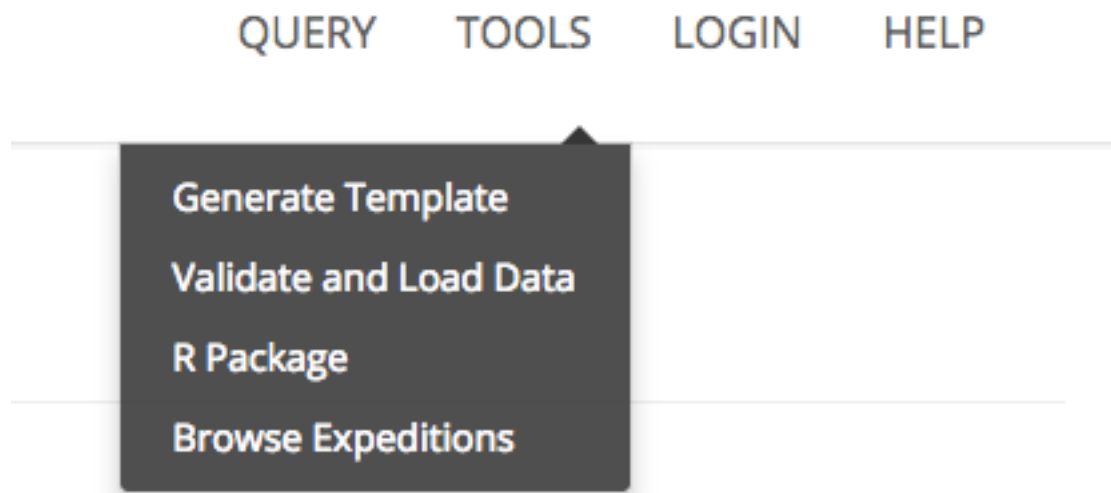 QUERY TOOLS LOGIN HELP
Generate Template
Validate and Load Data
R Package
Browse Expeditions